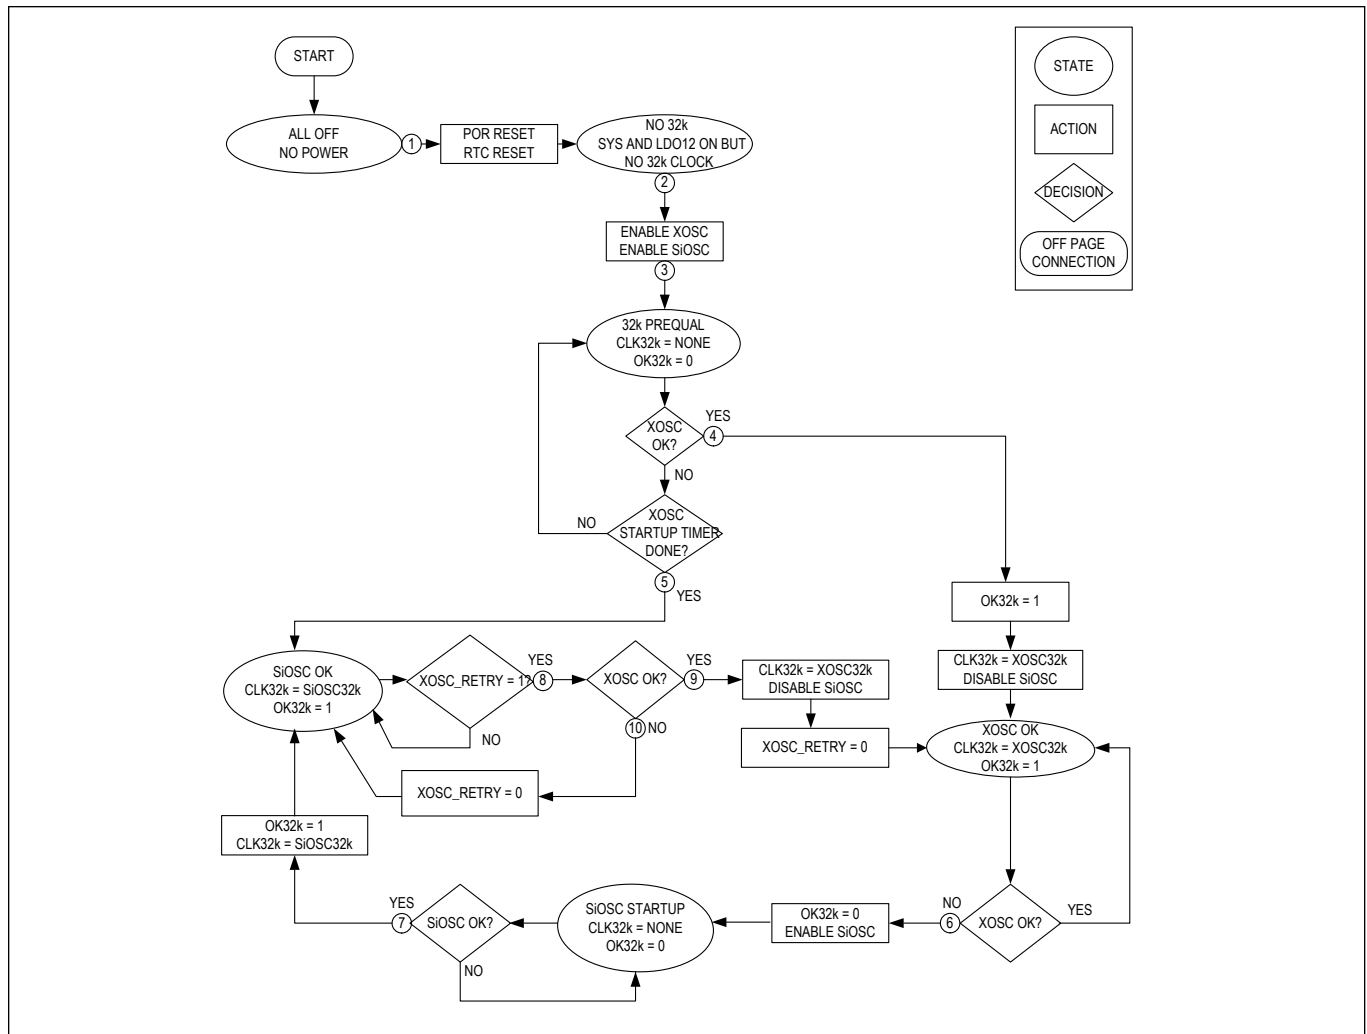 START
ALL OFF
NO POWER
1
POR RESET
RTC RESET
NO 32k
SYS AND LDO12 ON BUT
NO 32k CLOCK
2
STATE
ACTION
DECISION
OFF PAGE
CONNECTION
ENABLE XOSC
ENABLE SiOSC
3
32k PREQUAL
CLK32k = NONE
OK32k = 0
XOSC
OK?
YES
4
NO
XOSC
STARTUP TIMER
DONE?
NO
5
YES
OK32k = 1
CLK32k = XOSC32k
DISABLE SiOSC
SiOSC OK
CLK32k = SiOSC32k
OK32k = 1
XOSC_RETRY = 1?
YES
8
NO
XOSC OK?
YES
9
10
NO
CLK32k = XOSC32k
DISABLE SiOSC
XOSC_RETRY = 0
XOSC OK
CLK32k = XOSC32k
OK32k = 1
XOSC_RETRY = 0
OK32k = 1
CLK32k = SiOSC32k
YES
7
SiOSC OK?
NO
SiOSC STARTUP
CLK32k = NONE
OK32k = 0
OK32k = 0
ENABLE SiOSC
NO
6
XOSC OK?
YES